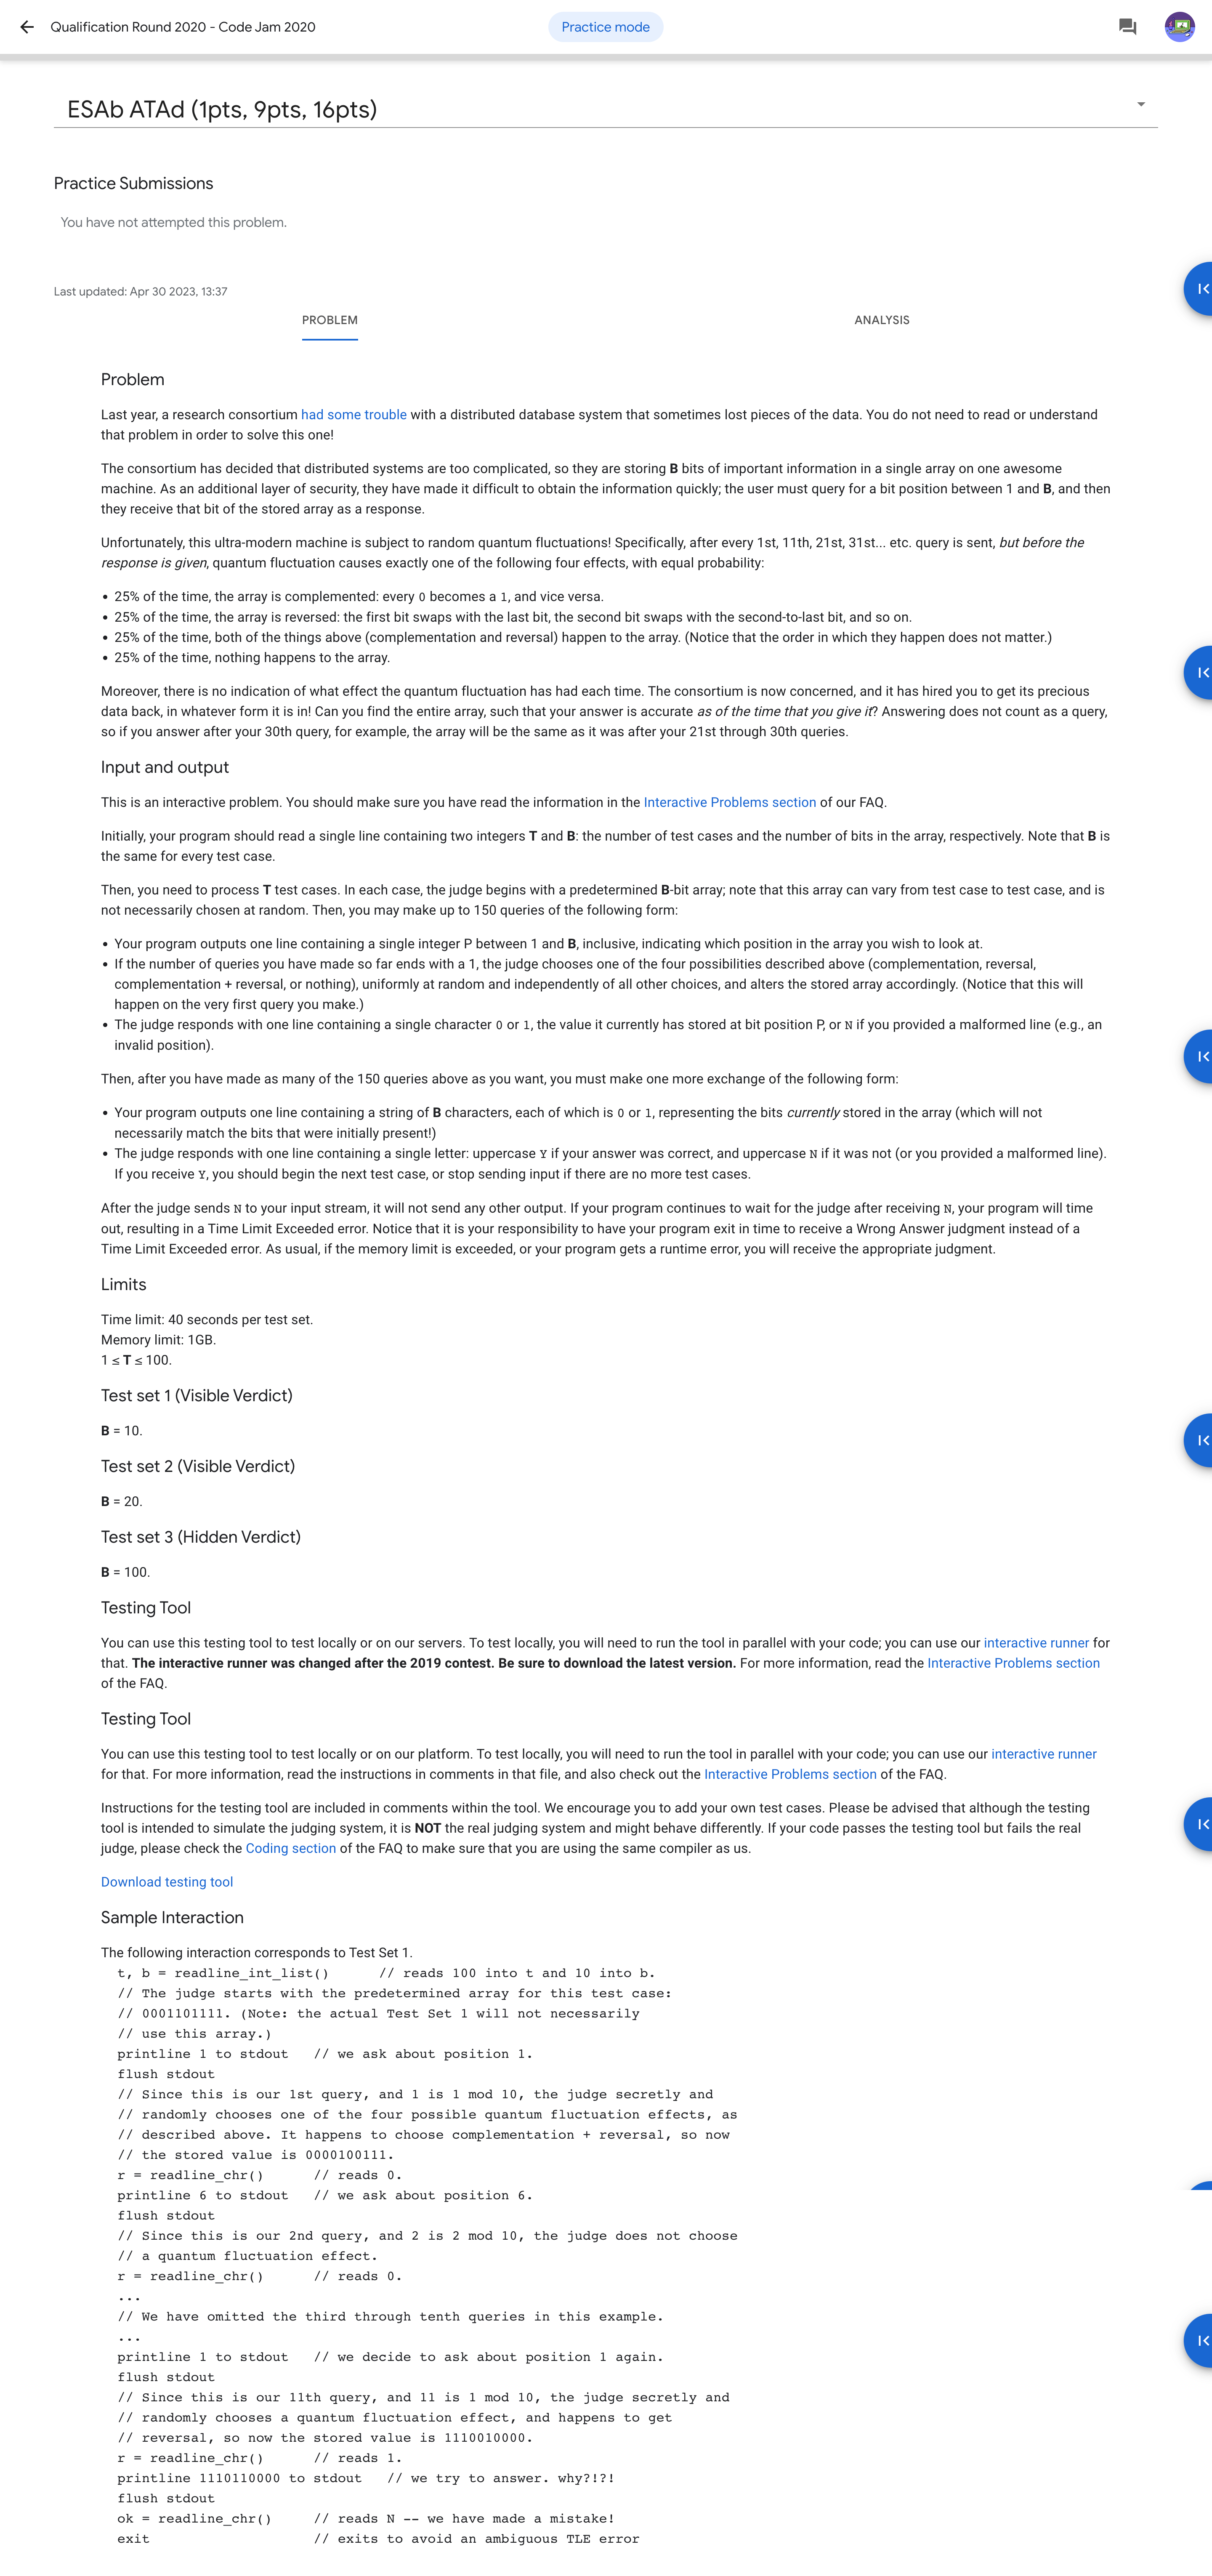 Qualification Round 2020 - Code Jam 2020
Practice mode
ESAb ATAd (1pts, 9pts, 16pts)
Practice Submissions
You have not attempted this problem.
Last updated: Apr 30 2023, 13:37
PROBLEM
ANALYSIS
Problem
Last year, a research consortium had some trouble with a distributed database system that sometimes lost pieces of the data. You do not need to read or understand
that problem in order to solve this one!
The consortium has decided that distributed systems are too complicated, so they are storing B bits of important information in a single array on one awesome
machine. As an additional layer of security, they have made it difficult to obtain the information quickly; the user must query for a bit position between 1 and B, and then
they receive that bit of the stored array as a response.
Unfortunately, this ultra-modern machine is subject to random quantum fluctuations! Specifically, after every 1st, 11th, 21st, 31st... etc. query is sent, but before the
response is given, quantum fluctuation causes exactly one of the following four effects, with equal probability:
• 25% of the time, the array is complemented: every 0 becomes a 1, and vice versa.
• 25% of the time, the array is reversed: the first bit swaps with the last bit, the second bit swaps with the second-to-last bit, and so on.
• 25% of the time, both of the things above (complementation and reversal) happen to the array. (Notice that the order in which they happen does not matter.)
• 25% of the time, nothing happens to the array.
Moreover, there is no indication of what effect the quantum fluctuation has had each time. The consortium is now concerned, and it has hired you to get its precious
data back, in whatever form it is in! Can you find the entire array, such that your answer is accurate as of the time that you give it? Answering does not count as a query,
so if you answer after your 30th query, for example, the array will be the same as it was after your 21st through 30th queries.
Input and output
This is an interactive problem. You should make sure you have read the information in the Interactive Problems section of our FAQ.
Initially, your program should read a single line containing two integers T and B: the number of test cases and the number of bits in the array, respectively. Note that B is
the same for every test case.
Then, you need to process T test cases. In each case, the judge begins with a predetermined B-bit array; note that this array can vary from test case to test case, and is
not necessarily chosen at random. Then, you may make up to 150 queries of the following form:
• Your program outputs one line containing a single integer P between 1 and B, inclusive, indicating which position in the array you wish to look at.
• If the number of queries you have made so far ends with a 1, the judge chooses one of the four possibilities described above (complementation, reversal,
complementation + reversal, or nothing), uniformly at random and independently of all other choices, and alters the stored array accordingly. (Notice that this will
happen on the very first query you make.)
• The judge responds with one line containing a single character 0 or 1, the value it currently has stored at bit position P, or N if you provided a malformed line (e.g., an
invalid position).
Then, after you have made as many of the 150 queries above as you want, you must make one more exchange of the following form:
• Your program outputs one line containing a string of B characters, each of which is 0 or 1, representing the bits currently stored in the array (which will not
necessarily match the bits that were initially present!)
• The judge responds with one line containing a single letter: uppercase Y if your answer was correct, and uppercase N if it was not (or you provided a malformed line).
If you receive Y, you should begin the next test case, or stop sending input if there are no more test cases.
After the judge sends N to your input stream, it will not send any other output. If your program continues to wait for the judge after receiving N, your program will time
out, resulting in a Time Limit Exceeded error. Notice that it is your responsibility to have your program exit in time to receive a Wrong Answer judgment instead of a
Time Limit Exceeded error. As usual, if the memory limit is exceeded, or your program gets a runtime error, you will receive the appropriate judgment.
Limits
Time limit: 40 seconds per test set.
Memory limit: 1GB.
1 ≤ T ≤ 100.
Test set 1 (Visible Verdict)
B = 10.
Test set 2 (Visible Verdict)
B = 20.
Test set 3 (Hidden Verdict)
B = 100.
Testing Tool
You can use this testing tool to test locally or on our servers. To test locally, you will need to run the tool in parallel with your code; you can use our interactive runner for
that. The interactive runner was changed after the 2019 contest. Be sure to download the latest version. For more information, read the Interactive Problems section
of the FAQ.
Testing Tool
You can use this testing tool to test locally or on our platform. To test locally, you will need to run the tool in parallel with your code; you can use our interactive runner
for that. For more information, read the instructions in comments in that file, and also check out the Interactive Problems section of the FAQ.
Instructions for the testing tool are included in comments within the tool. We encourage you to add your own test cases. Please be advised that although the testing
tool is intended to simulate the judging system, it is NOT the real judging system and might behave differently. If your code passes the testing tool but fails the real
judge, please check the Coding section of the FAQ to make sure that you are using the same compiler as us.
Download testing tool
Sample Interaction
The following interaction corresponds to Test Set 1.
t, b = readline_int_list()      // reads 100 into t and 10 into b.
// The judge starts with the predetermined array for this test case:
// 0001101111. (Note: the actual Test Set 1 will not necessarily
// use this array.)
printline 1 to stdout   // we ask about position 1.
flush stdout
// Since this is our 1st query, and 1 is 1 mod 10, the judge secretly and
// randomly chooses one of the four possible quantum fluctuation effects, as
// described above. It happens to choose complementation + reversal, so now
// the stored value is 0000100111.
r = readline_chr()      // reads 0.
printline 6 to stdout   // we ask about position 6.
flush stdout
// Since this is our 2nd query, and 2 is 2 mod 10, the judge does not choose
// a quantum fluctuation effect.
r = readline_chr()      // reads 0.
...
// We have omitted the third through tenth queries in this example.
...
printline 1 to stdout   // we decide to ask about position 1 again.
flush stdout
// Since this is our 11th query, and 11 is 1 mod 10, the judge secretly and
// randomly chooses a quantum fluctuation effect, and happens to get
// reversal, so now the stored value is 1110010000.
r = readline_chr()      // reads 1.
printline 1110110000 to stdout   // we try to answer. why?!?!
flush stdout
ok = readline_chr()     // reads N -- we have made a mistake!
exit                    // exits to avoid an ambiguous TLE error